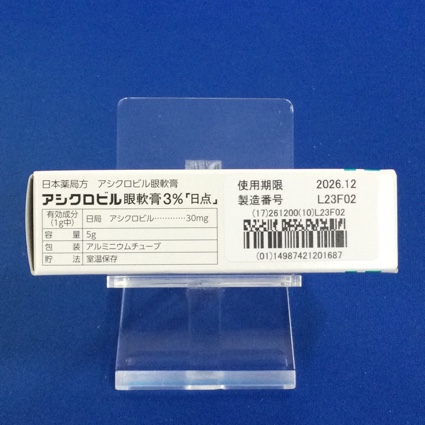 日本薬局方 アシクロビル眼軟膏
アシクロビル眼軟膏3%「日点」
有効成分(1g中) 日局 アシクロビル…………30mg
容量 5g
包装 アルミニウムチューブ
貯法 室温保存
使用期限 2026.12
製造番号 L23F02
(17)261200(10)L23F02
(01)14987421201687